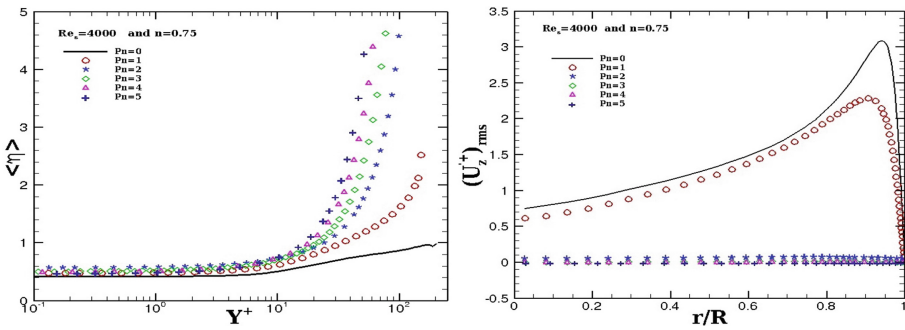 5
4
3
2
1
0
<η>
Re_s=4000 and n=0.75
Pn=0
Pn=1
Pn=2
Pn=3
Pn=4
Pn=5
10^-1 10^0 10^1 10^2
Y^+
3.5
3
2.5
2
1.5
1
0.5
0
-0.5
(U'_z^+)_rms
Re_s=4000 and n=0.75
Pn=0
Pn=1
Pn=2
Pn=3
Pn=4
Pn=5
0 0.2 0.4 0.6 0.8 1
r/R